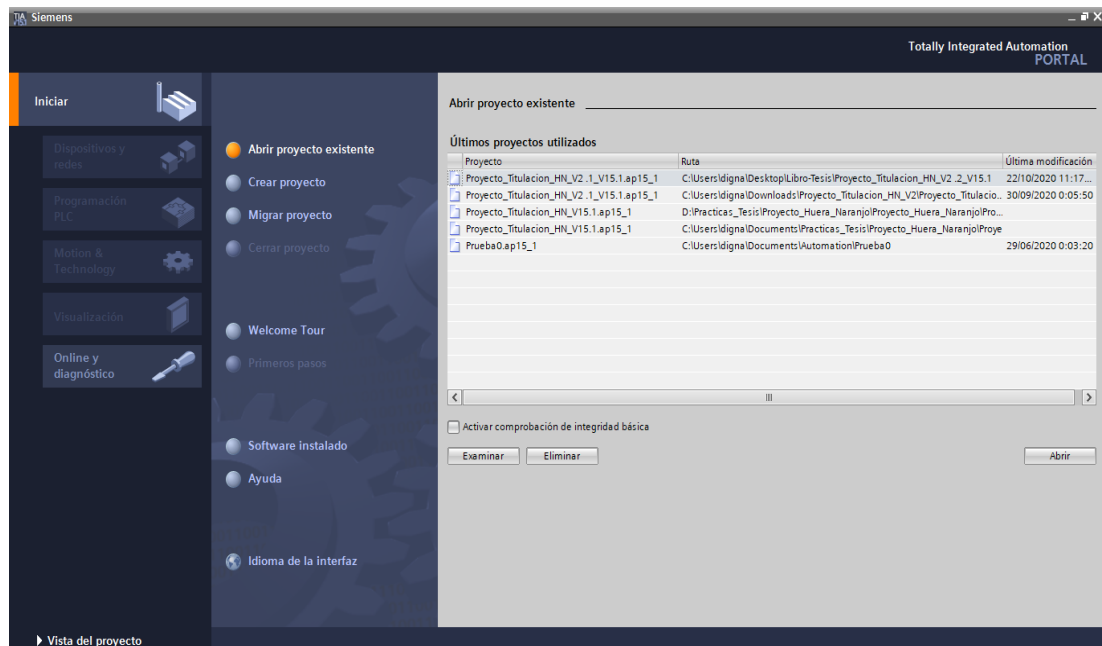 Siemens
Totally Integrated Automation
PORTAL
Iniciar
Dispositivos y
redes
Programación
PLC
Motion &
Technology
Visualización
Online y
diagnóstico
Abrir proyecto existente
Crear proyecto
Migrar proyecto
Cerrar proyecto
Welcome Tour
Primeros pasos
Software instalado
Ayuda
Idioma de la interfaz
Abrir proyecto existente
Últimos proyectos utilizados
Proyecto Ruta Última modificación
Proyecto_Titulacion_HN_V2 .1_V15.1.ap15_1 C:\Users\digna\Desktop\Libro-Tesis\Proyecto_Titulacion_HN_V2 .2_V15.1 22/10/2020 11:17...
Proyecto_Titulacion_HN_V2 .1_V15.1.ap15_1 C:\Users\digna\Downloads\Proyecto_Titulacion_HN_V2\Proyecto_Titulacio.. 30/09/2020 0:05:50
Proyecto_Titulacion_HN_V15.1.ap15_1 D:\Practicas_Tesis\Proyecto_Huera_Naranjo\Proyecto_Huera_Naranjo\Pro...
Proyecto_Titulacion_HN_V15.1.ap15_1 C:\Users\digna\Documents\Practicas_Tesis\Proyecto_Huera_Naranjo\Proye
Prueba0.ap15_1 C:\Users\digna\Documents\Automation\Prueba0 29/06/2020 0:03:20
Activar comprobación de integridad básica
Examinar Eliminar Abrir
Vista del proyecto